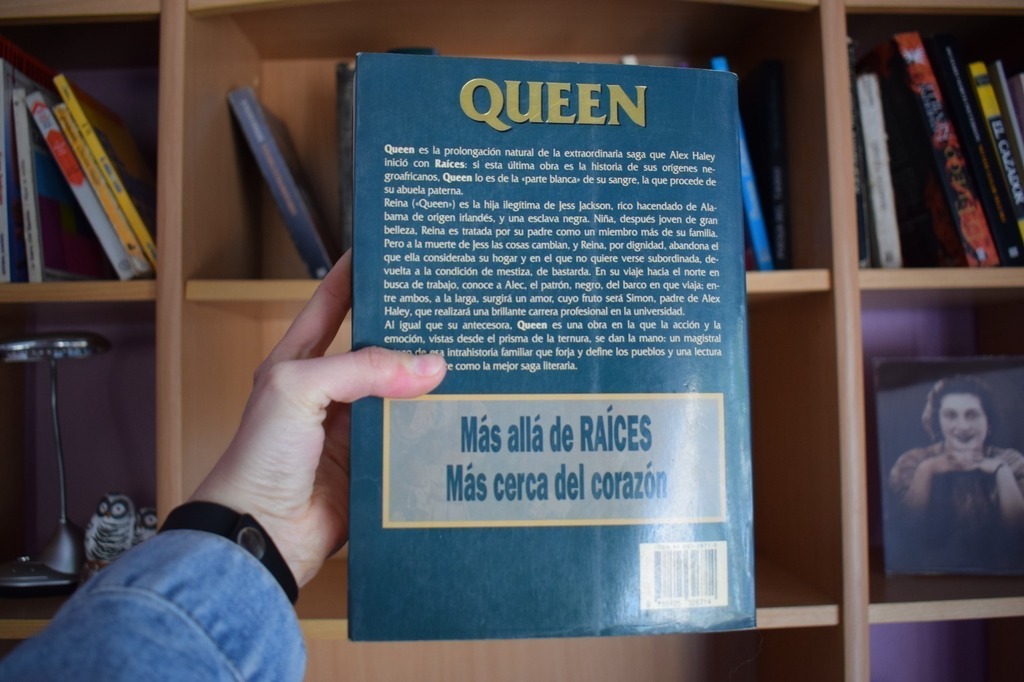 QUEEN
Queen es la prolongación natural de la extraordinaria saga que Alex Haley
inició con Raíces: si esta última obra es la historia de sus orígenes ne-
groafricanos, Queen lo es de la «parte blanca» de su sangre, la que procede de
su abuela paterna.
Reina («Queen») es la hija ilegítima de Jess Jackson, rico hacendado de Ala-
bama de origen irlandés, y una esclava negra. Niña, después joven de gran
belleza, Reina es tratada por su padre como un miembro más de su familia.
Pero a la muerte de Jess las cosas cambian, y Reina, por dignidad, abandona el
que ella consideraba su hogar y en el que no quiere verse subordinada, de-
vuelta a la condición de mestiza, de bastarda. En su viaje hacia el norte en
busca de trabajo, conoce a Alec, el patrón, negro, del barco en que viaja; en-
tre ambos, a la larga, surgirá un amor, cuyo fruto será Simon, padre de Alex
Haley, que realizará una brillante carrera profesional en la universidad.
Al igual que su antecesora, Queen es una obra en la que la acción y la
emoción, vistas desde el prisma de la ternura, se dan la mano: un magistral
de esa intrahistoria familiar que forja y define los pueblos y una lectura
como la mejor saga literaria.
Más allá de RAÍCES
Más cerca del corazón
EL CAZADOR